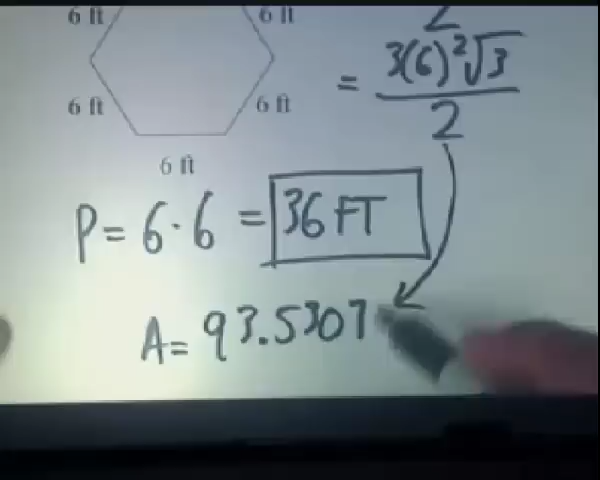 6 ft 6 ft
2
6 ft 6 ft
= 3(6)²√3
2
6 ft
P = 6 · 6 = 36 FT
A = 93.5307